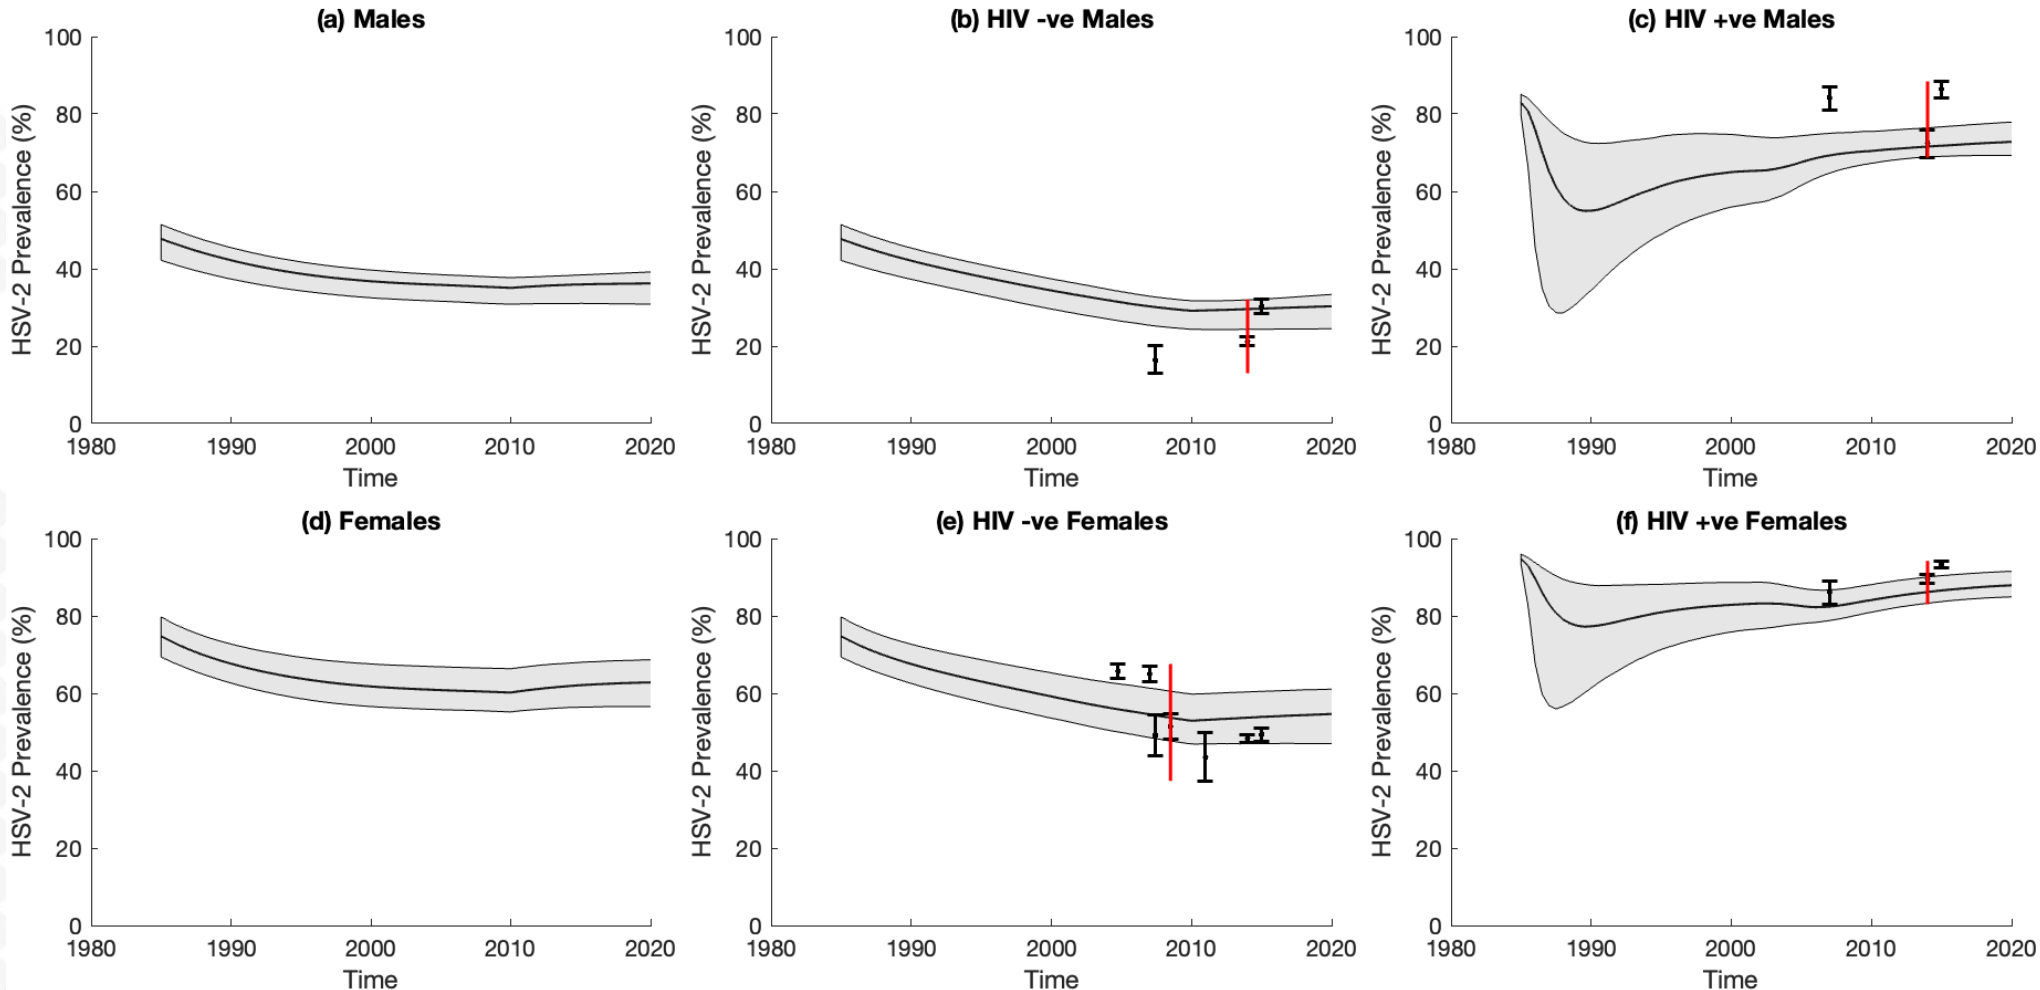 (a) Males
HSV-2 Prevalence (%)
100
80
60
40
20
0
1980 1990 2000 2010 2020
Time
(b) HIV -ve Males
HSV-2 Prevalence (%)
100
80
60
40
20
0
1980 1990 2000 2010 2020
Time
(c) HIV +ve Males
HSV-2 Prevalence (%)
100
80
60
40
20
0
1980 1990 2000 2010 2020
Time
(d) Females
HSV-2 Prevalence (%)
100
80
60
40
20
0
1980 1990 2000 2010 2020
Time
(e) HIV -ve Females
HSV-2 Prevalence (%)
100
80
60
40
20
0
1980 1990 2000 2010 2020
Time
(f) HIV +ve Females
HSV-2 Prevalence (%)
100
80
60
40
20
0
1980 1990 2000 2010 2020
Time